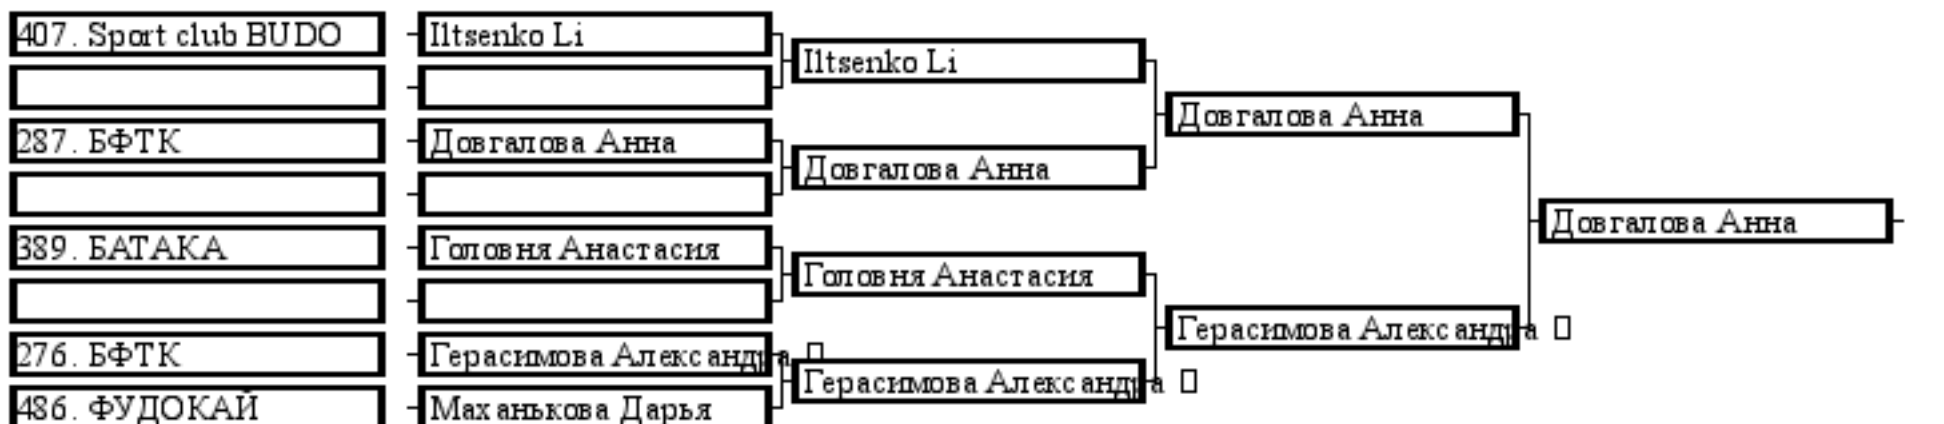 407. Sport club BUDO
Iltsenko Li
Iltsenko Li
Довгалова Анна
287. БФТК
Довгалова Анна
Довгалова Анна
Довгалова Анна
389. БАТАКА
Головня Анастасия
Головня Анастасия
Герасимова Александра
276. БФТК
Герасимова Александра
Герасимова Александра
486. ФУДОКАЙ
Маханькова Дарья